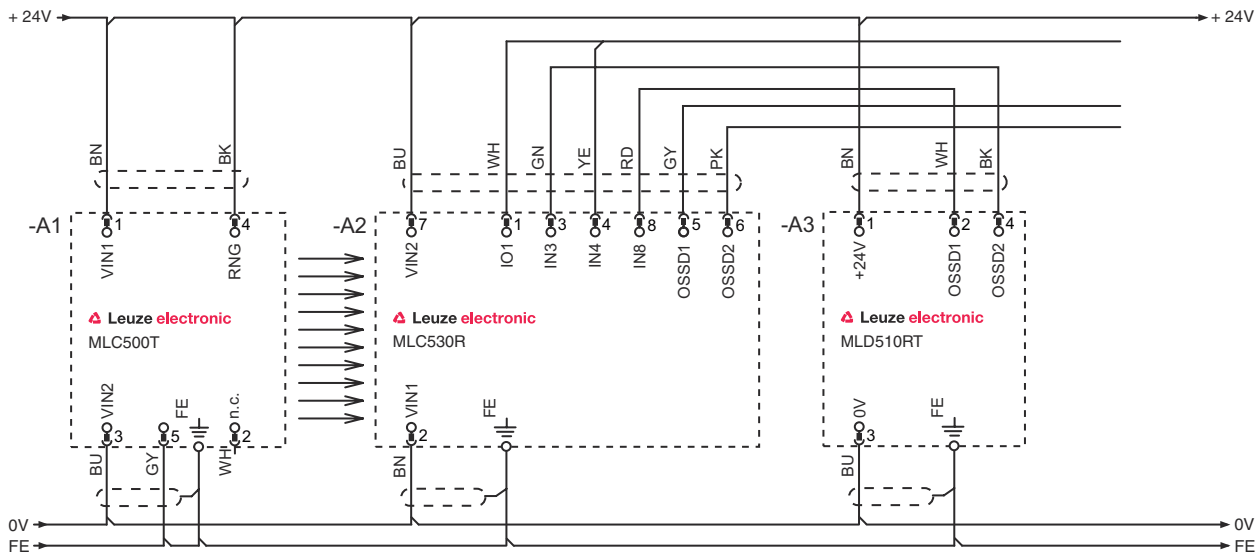 + 24V
+ 24V
BN
BK
BU
WH
GN
YE
RD
GY
PK
BN
WH
BK
-A1
1
4
-A2
7
1
3
4
8
5
6
-A3
1
2
4
VIN1
RNG
VIN2
IO1
IN3
IN4
IN8
OSSD1
OSSD2
+24V
OSSD1
OSSD2
Leuze electronic
MLC500T
Leuze electronic
MLC530R
Leuze electronic
MLD510RT
VIN2
FE
n.c.
VIN1
FE
0V
FE
3
5
2
2
3
BU
GY
WH
BN
BU
0V
0V
FE
FE